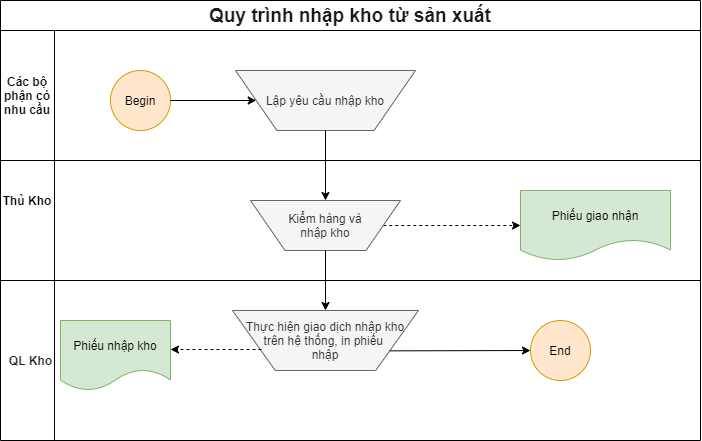 Quy trình nhập kho từ sản xuất
Các bộ
phận có
nhu cầu
Begin
Lập yêu cầu nhập kho
Thủ Kho
Kiểm hàng và
nhập kho
Phiếu giao nhận
QL Kho
Phiếu nhập kho
Thực hiện giao dịch nhập kho
trên hệ thống, in phiếu
nhập
End